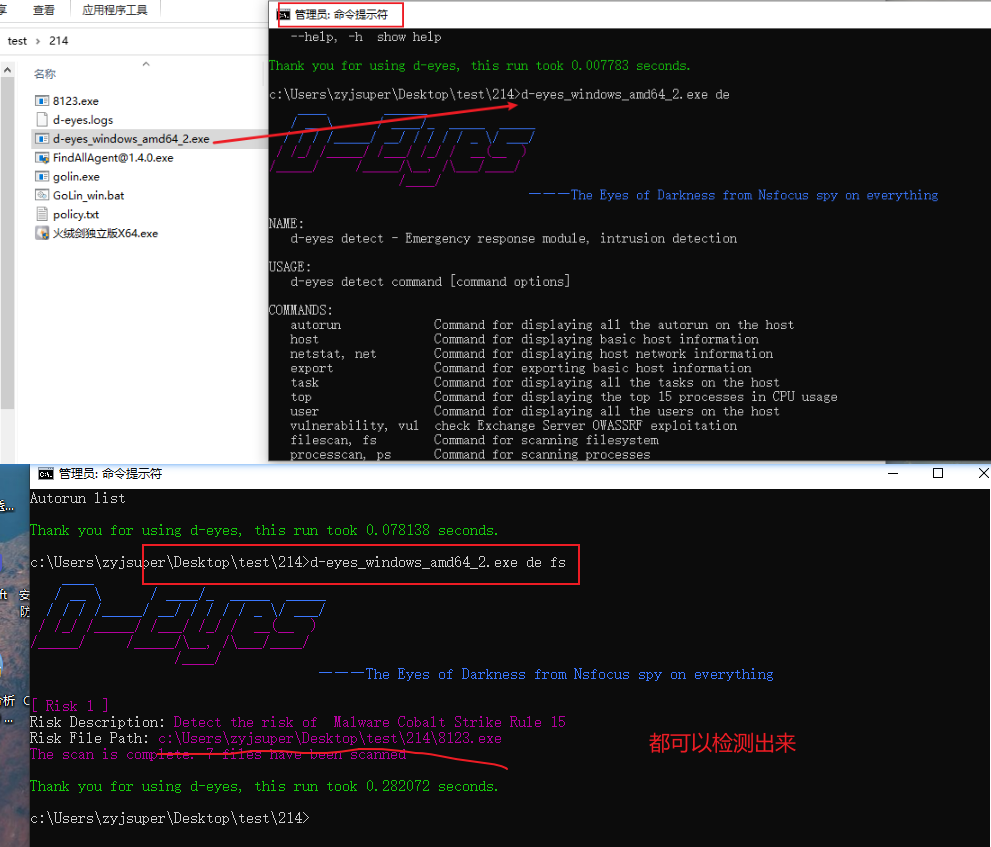 享 查看 应用程序工具
test › 214
名称
8123.exe
d-eyes.logs
d-eyes_windows_amd64_2.exe
FindAllAgent@1.4.0.exe
golin.exe
GoLin_win.bat
policy.txt
火绒剑独立版X64.exe
管理员: 命令提示符
--help, -h show help
Thank you for using d-eyes, this run took 0.007783 seconds.
c:\Users\zyjsuper\Desktop\test\214>d-eyes_windows_amd64_2.exe de
D-Eyes
———The Eyes of Darkness from Nsfocus spy on everything
NAME:
d-eyes detect - Emergency response module, intrusion detection
USAGE:
d-eyes detect command [command options]
COMMANDS:
autorun Command for displaying all the autorun on the host
host Command for displaying basic host information
netstat, net Command for displaying host network information
export Command for exporting basic host information
task Command for displaying all the tasks on the host
top Command for displaying the top 15 processes in CPU usage
user Command for displaying all the users on the host
vulnerability, vul check Exchange Server OWASSRF exploitation
filescan, fs Command for scanning filesystem
processcan, ps Command for scanning processes
管理员: 命令提示符
Autorun list
Thank you for using d-eyes, this run took 0.078138 seconds.
c:\Users\zyjsuper\Desktop\test\214>d-eyes_windows_amd64_2.exe de fs
D-Eyes
———The Eyes of Darkness from Nsfocus spy on everything
[ Risk 1 ]
Risk Description: Detect the risk of  Malware Cobalt Strike Rule 15
Risk File Path: c:\Users\zyjsuper\Desktop\test\214\8123.exe
The scan is complete. 7 files have been scanned
都可以检测出来
Thank you for using d-eyes, this run took 0.282072 seconds.
c:\Users\zyjsuper\Desktop\test\214>
ft 安
防
析 C